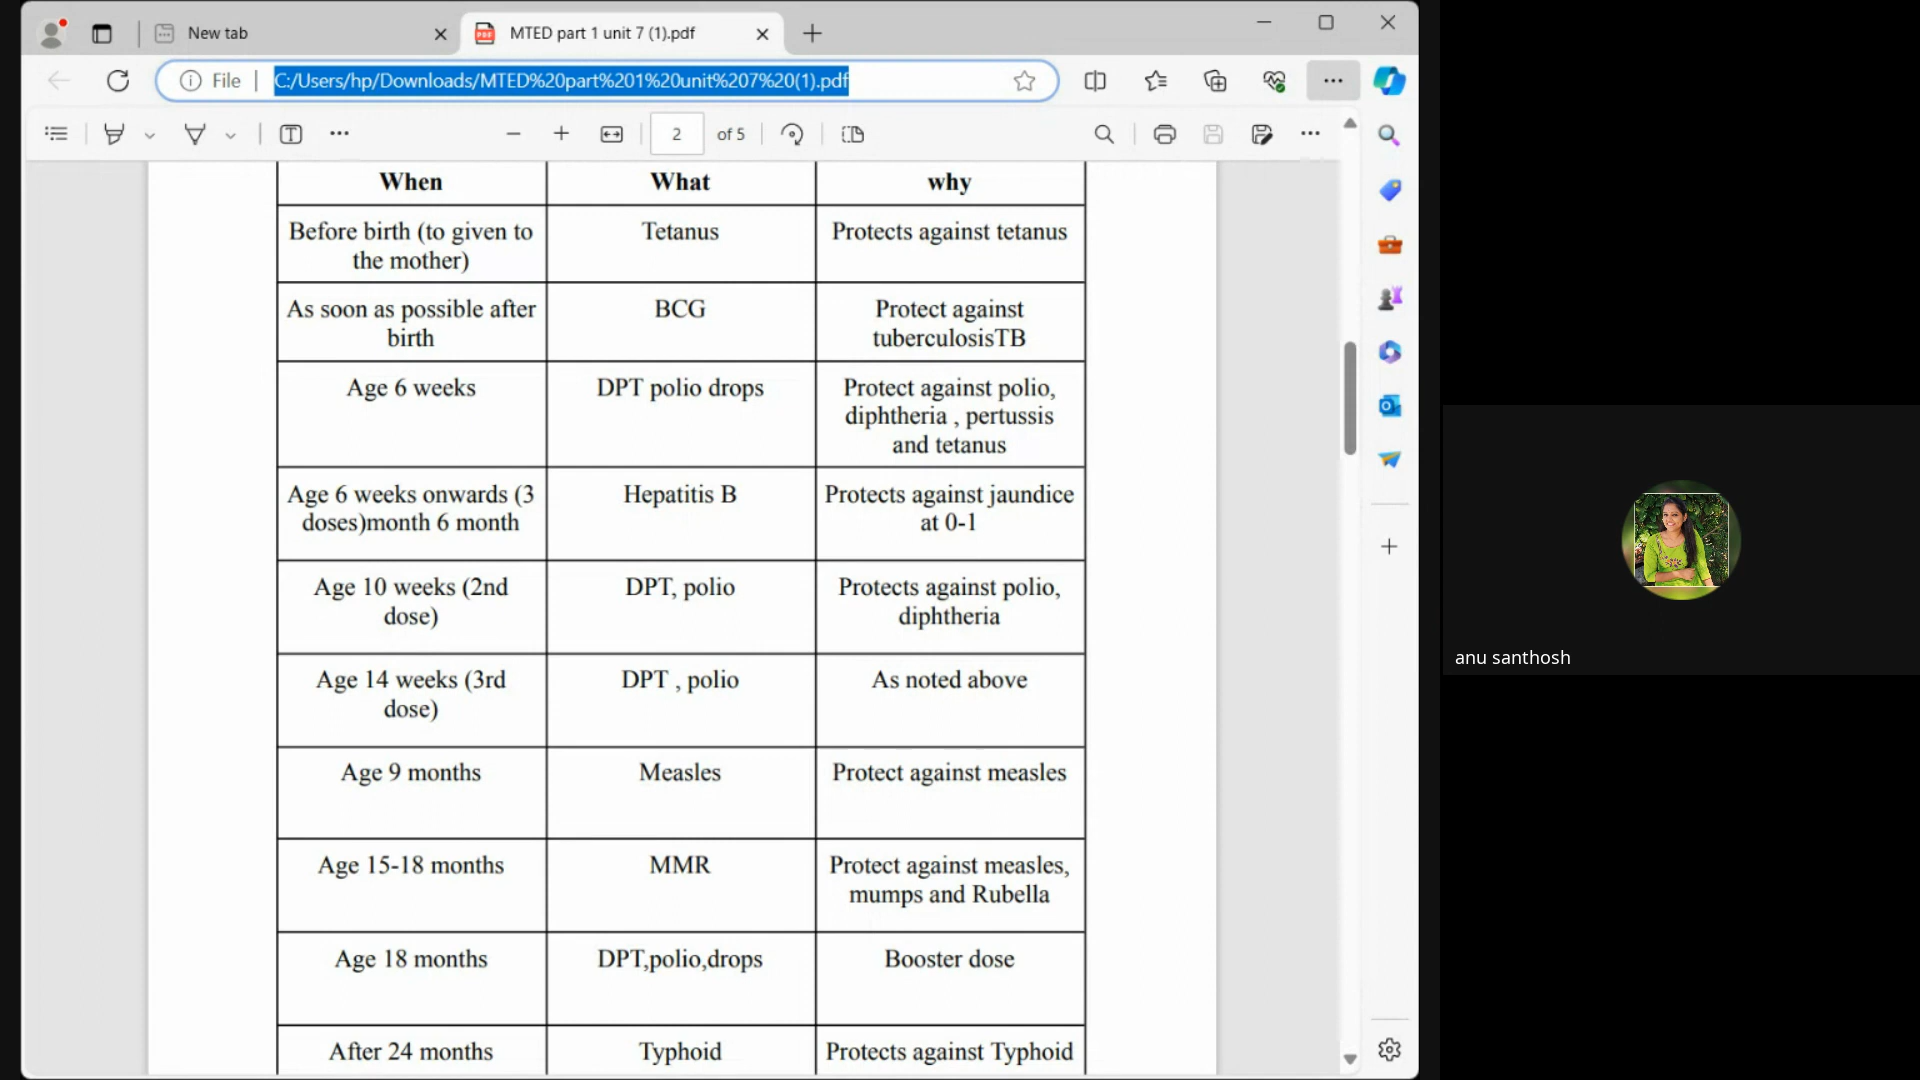 New tab
MTED part 1 unit 7 (1).pdf
File
C:/Users/hp/Downloads/MTED%20part%201%20unit%207%20(1).pdf
2 of 5
When What why
Before birth (to given to
the mother)
Tetanus
Protects against tetanus
As soon as possible after
birth
BCG
Protect against
tuberculosisTB
Age 6 weeks
DPT polio drops
Protect against polio,
diphtheria , pertussis
and tetanus
Age 6 weeks onwards (3
doses)month 6 month
Hepatitis B
Protects against jaundice
at 0-1
Age 10 weeks (2nd
dose)
DPT, polio
Protects against polio,
diphtheria
Age 14 weeks (3rd
dose)
DPT , polio
As noted above
Age 9 months
Measles
Protect against measles
Age 15-18 months
MMR
Protect against measles,
mumps and Rubella
Age 18 months
DPT,polio,drops
Booster dose
After 24 months
Typhoid
Protects against Typhoid
anu santhosh